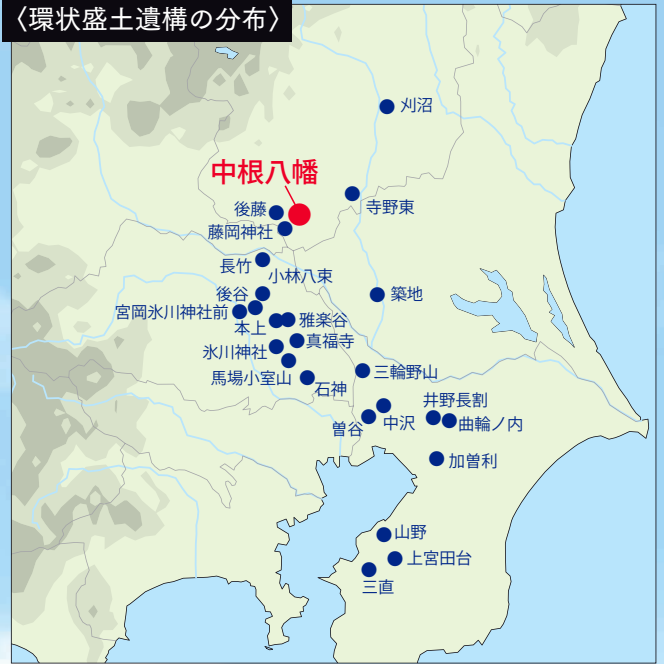 〈環状盛土遺構の分布〉
刈沼
中根八幡
後藤
寺野東
藤岡神社
長竹
小林八束
後谷
築地
宮岡氷川神社前
本上
雅楽谷
真福寺
氷川神社
馬場小室山
三輪野山
石神
井野長割
曽谷
中沢
曲輪ノ内
加曽利
山野
上宮田台
三直